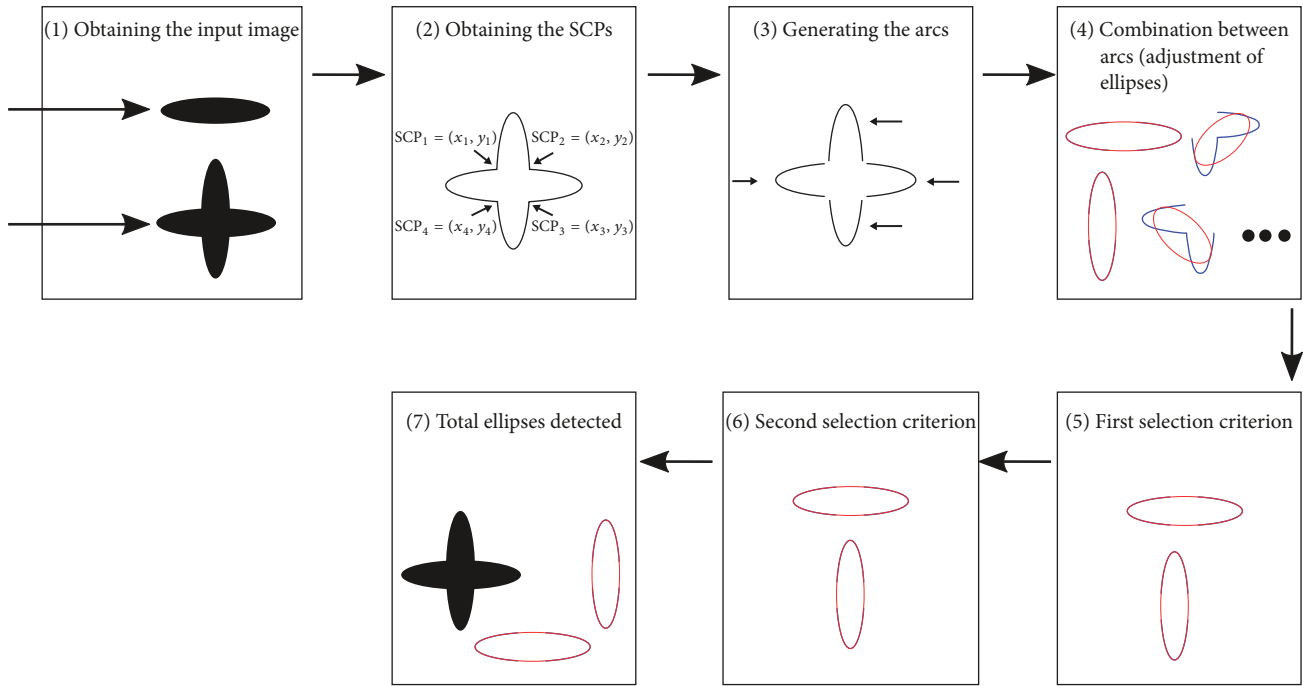 (1) Obtaining the input image
(2) Obtaining the SCPs
SCP₁ = (x₁, y₁)
SCP₂ = (x₂, y₂)
SCP₄ = (x₄, y₄)
SCP₃ = (x₃, y₃)
(3) Generating the arcs
(4) Combination between
arcs (adjustment of
ellipses)
(5) First selection criterion
(6) Second selection criterion
(7) Total ellipses detected